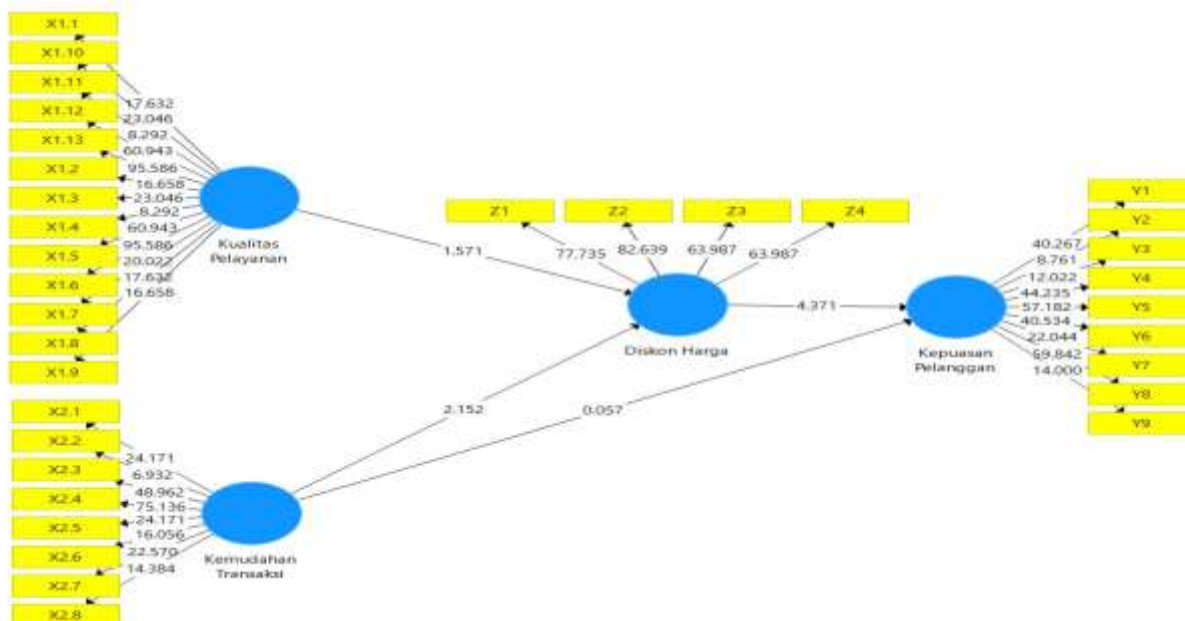 X1.1
X1.10
X1.11
X1.12
X1.13
X1.2
X1.3
X1.4
X1.5
X1.6
X1.7
X1.8
X1.9
17.632
23.046
8.292
60.943
95.586
16.658
23.046
8.292
60.943
95.586
20.022
17.632
16.658
Kualitas
Pelayanan
X2.1
X2.2
X2.3
X2.4
X2.5
X2.6
X2.7
X2.8
24.171
6.932
48.962
75.136
24.171
16.056
22.570
14.384
Kemudahan
Transaksi
1.571
2.152
0.057
Z1
Z2
Z3
Z4
77.735
82.639
63.987
63.987
Diskon Harga
4.371
Kepuasan
Pelanggan
40.267
8.761
12.022
44.235
57.182
40.534
22.044
59.842
14.000
Y1
Y2
Y3
Y4
Y5
Y6
Y7
Y8
Y9